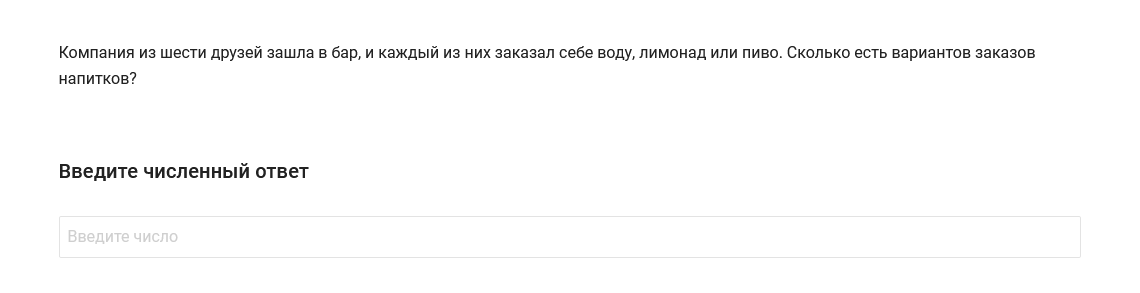 Компания из шести друзей зашла в бар, и каждый из них заказал себе воду, лимонад или пиво. Сколько есть вариантов заказов
напитков?
Введите численный ответ
Введите число